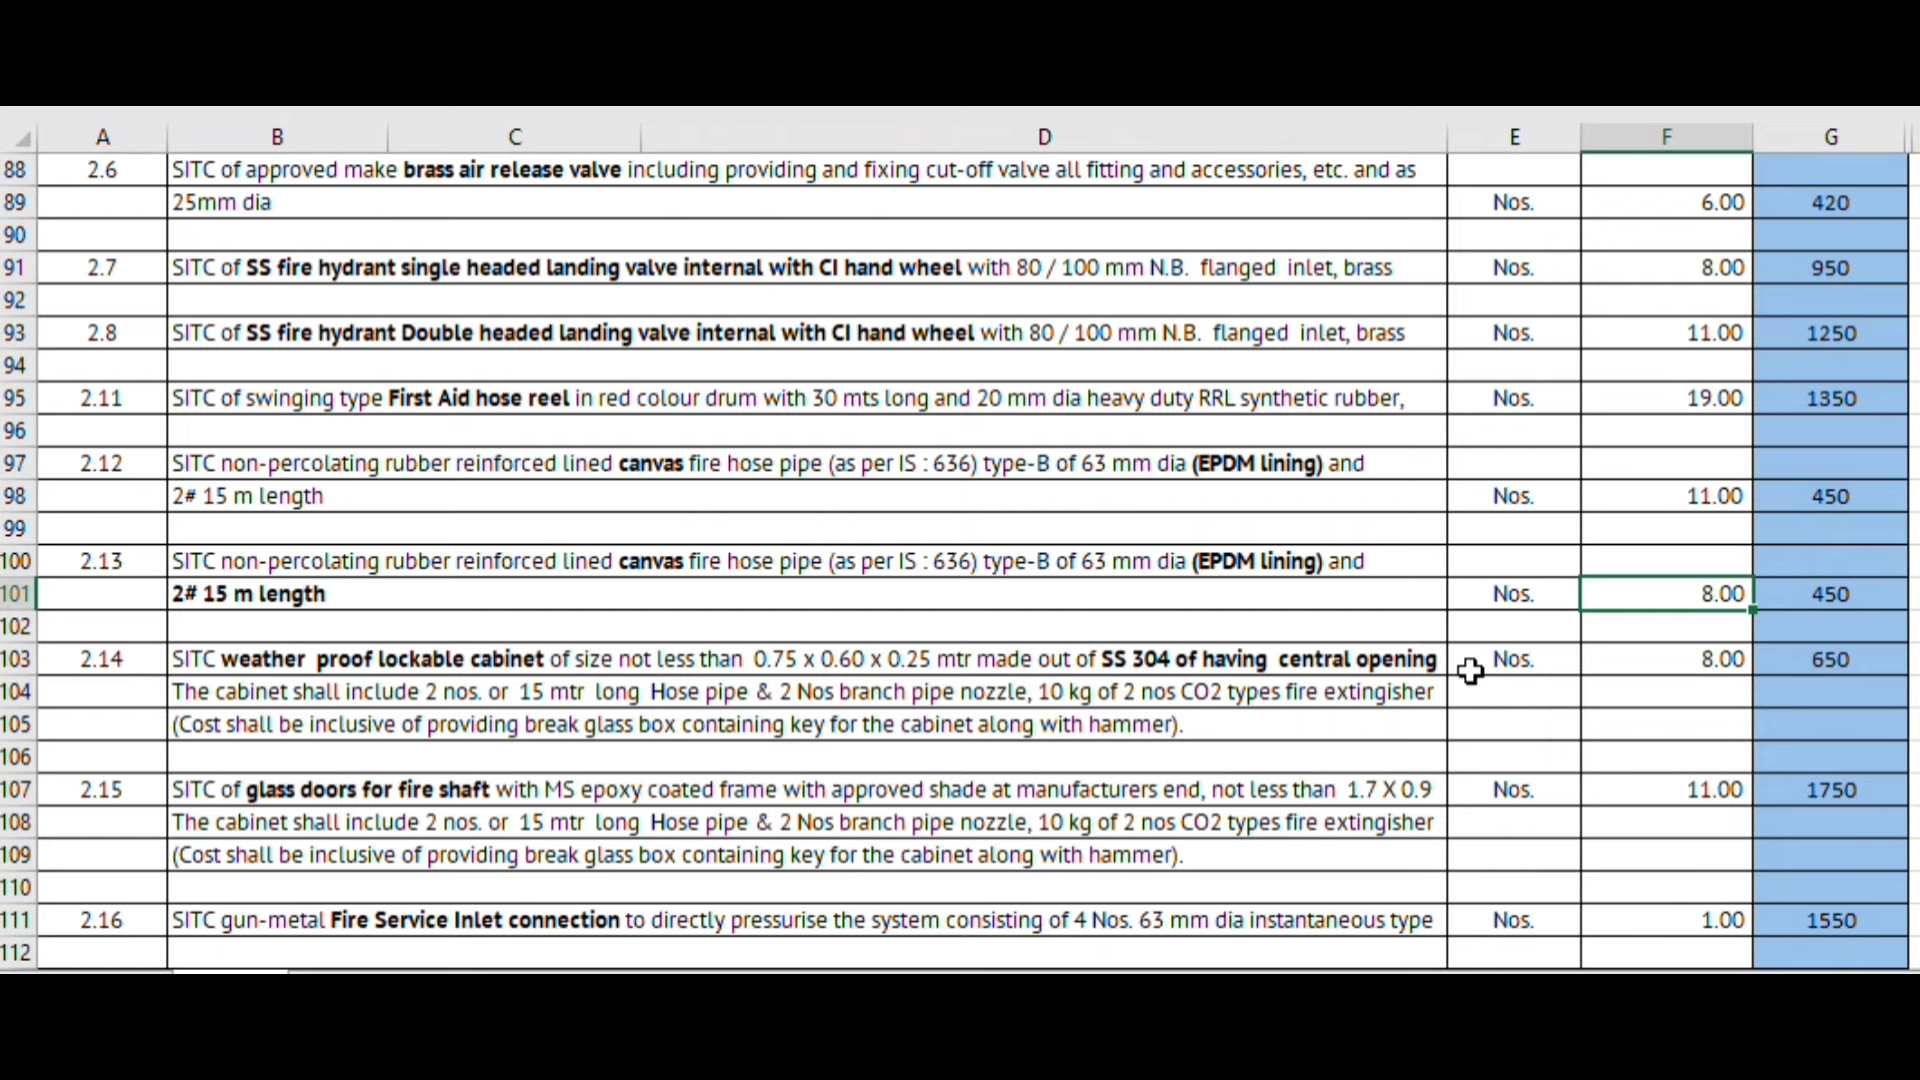 A B C D E F G
88 2.6 SITC of approved make brass air release valve including providing and fixing cut-off valve all fitting and accessories, etc. and as
89 25mm dia Nos. 6.00 420
90
91 2.7 SITC of SS fire hydrant single headed landing valve internal with CI hand wheel with 80 / 100 mm N.B. flanged inlet, brass Nos. 8.00 950
92
93 2.8 SITC of SS fire hydrant Double headed landing valve internal with CI hand wheel with 80 / 100 mm N.B. flanged inlet, brass Nos. 11.00 1250
94
95 2.11 SITC of swinging type First Aid hose reel in red colour drum with 30 mts long and 20 mm dia heavy duty RRL synthetic rubber, Nos. 19.00 1350
96
97 2.12 SITC non-percolating rubber reinforced lined canvas fire hose pipe (as per IS : 636) type-B of 63 mm dia (EPDM lining) and
98 2# 15 m length Nos. 11.00 450
99
100 2.13 SITC non-percolating rubber reinforced lined canvas fire hose pipe (as per IS : 636) type-B of 63 mm dia (EPDM lining) and
101 2# 15 m length Nos. 8.00 450
102
103 2.14 SITC weather proof lockable cabinet of size not less than 0.75 x 0.60 x 0.25 mtr made out of SS 304 of having central opening Nos. 8.00 650
104 The cabinet shall include 2 nos. or 15 mtr long Hose pipe & 2 Nos branch pipe nozzle, 10 kg of 2 nos CO2 types fire extingisher
105 (Cost shall be inclusive of providing break glass box containing key for the cabinet along with hammer).
106
107 2.15 SITC of glass doors for fire shaft with MS epoxy coated frame with approved shade at manufacturers end, not less than 1.7 X 0.9 Nos. 11.00 1750
108 The cabinet shall include 2 nos. or 15 mtr long Hose pipe & 2 Nos branch pipe nozzle, 10 kg of 2 nos CO2 types fire extingisher
109 (Cost shall be inclusive of providing break glass box containing key for the cabinet along with hammer).
110
111 2.16 SITC gun-metal Fire Service Inlet connection to directly pressurise the system consisting of 4 Nos. 63 mm dia instantaneous type Nos. 1.00 1550
112